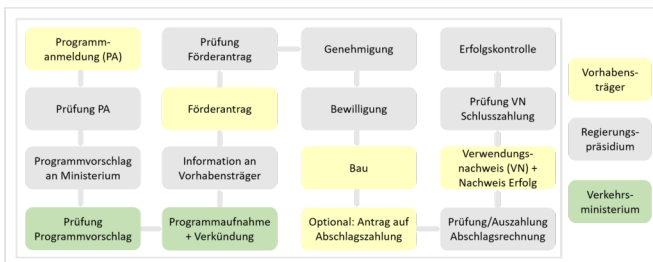 Programm-
anmeldung (PA)
Prüfung PA
Programmvorschlag
an Ministerium
Prüfung
Programmvorschlag
Programmaufnahme
+ Verkündung
Information an
Vorhabensträger
Förderantrag
Prüfung
Förderantrag
Genehmigung
Bewilligung
Bau
Optional: Antrag auf
Abschlagszahlung
Prüfung/Auszahlung
Abschlagsrechnung
Verwendungs-
nachweis (VN) +
Nachweis Erfolg
Prüfung VN
Schlusszahlung
Erfolgskontrolle
Vorhabens-
träger
Regierungs-
präsidium
Verkehrs-
ministerium